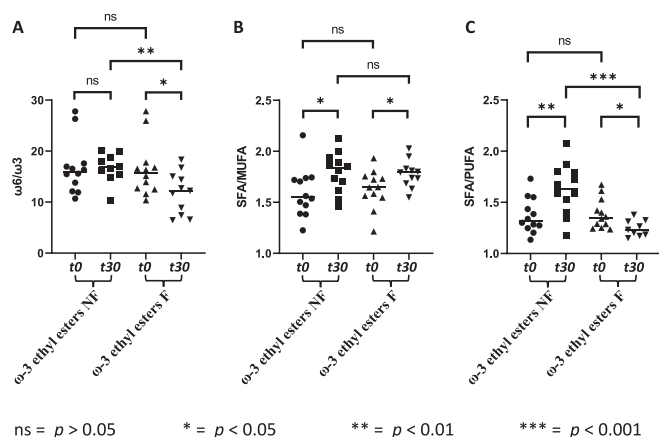 A
ns
**
ns
*
ω6/ω3
30
20
10
0
t0 t30 t0 t30
ω-3 ethyl esters NF
ω-3 ethyl esters F
B
ns
ns
*
*
SFA/MUFA
2.5
2.0
1.5
1.0
t0 t30 t0 t30
ω-3 ethyl esters NF
ω-3 ethyl esters F
C
ns
***
**
*
SFA/PUFA
2.5
2.0
1.5
1.0
t0 t30 t0 t30
ω-3 ethyl esters NF
ω-3 ethyl esters F
ns = p > 0.05 * = p < 0.05 ** = p < 0.01 *** = p < 0.001